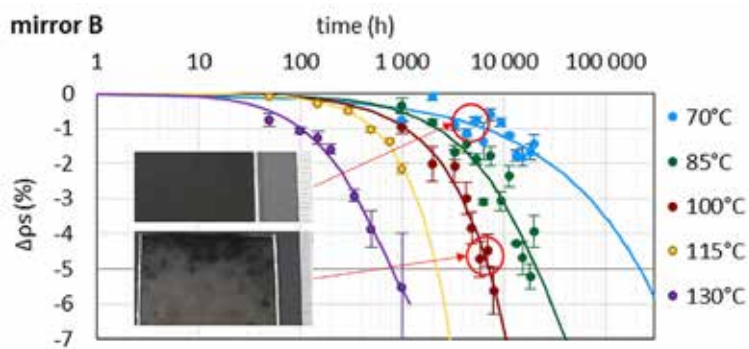 mirror B
time (h)
1 10 100 1 000 10 000 100 000
0
-1
-2
-3
-4
-5
-6
-7
Δρs (%)
70°C
85°C
100°C
115°C
130°C